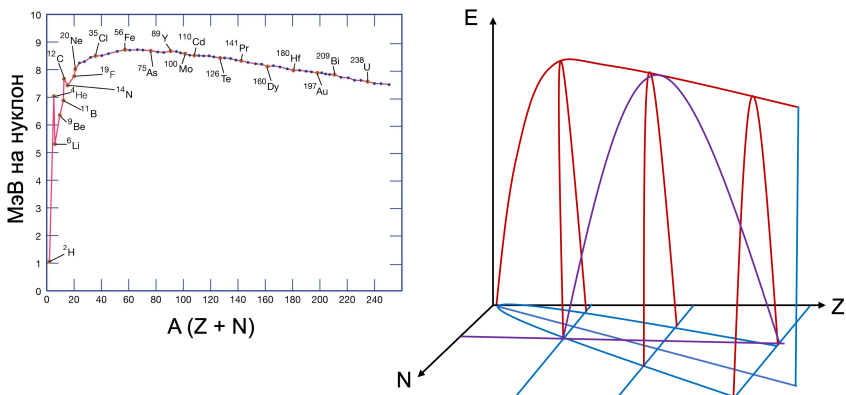 МэВ на нуклон
10
9
8
7
6
5
4
3
2
1
0
0 20 40 60 80 100 120 140 160 180 200 220 240
A (Z + N)
²H
⁶Li
⁹Be
¹¹B
⁴He
¹⁴N
¹²C
¹⁹F
²⁰Ne
³⁵Cl
⁵⁶Fe
⁷⁵As
⁸⁹Y
¹⁰⁰Mo
¹¹⁰Cd
¹²⁶Te
¹⁴¹Pr
¹⁶⁰Dy
¹⁸⁰Hf
¹⁹⁷Au
²⁰⁹Bi
²³⁸U
E
Z
N